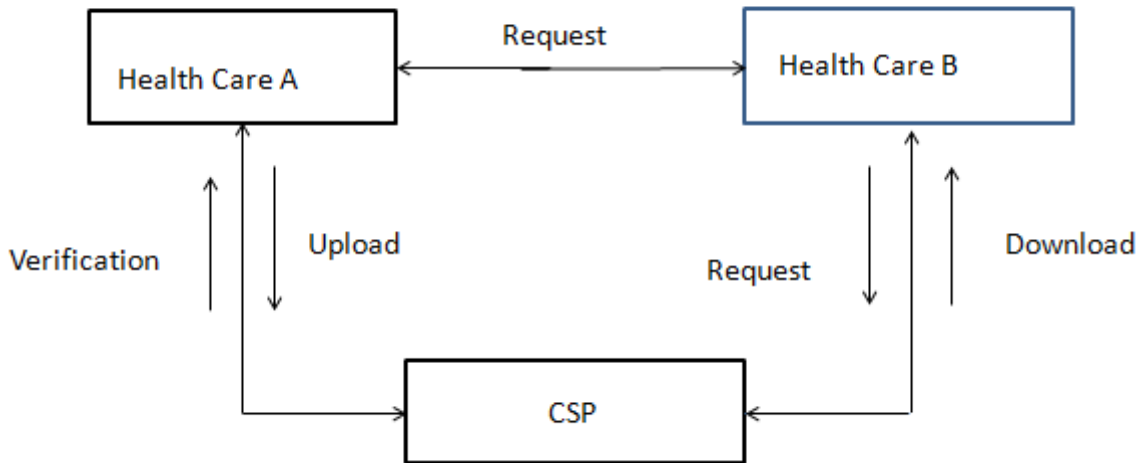 Request
Health Care A
Health Care B
Verification
Upload
Request
Download
CSP